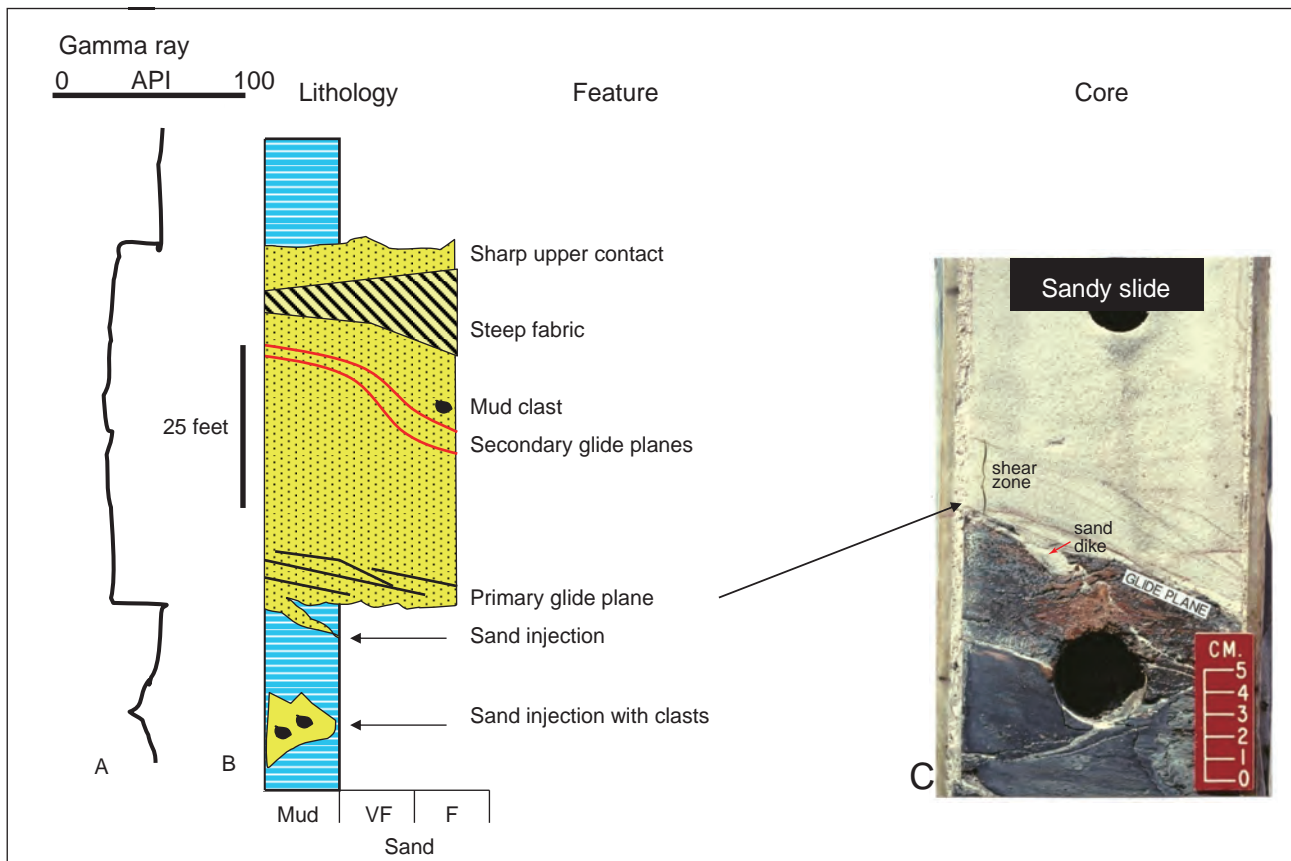 Gamma ray
0 API 100
Lithology
Feature
Core
Sharp upper contact
Steep fabric
25 feet
Mud clast
Secondary glide planes
Primary glide plane
Sand injection
Sand injection with clasts
A
B
Mud
VF
F
Sand
Sandy slide
shear
zone
sand
dike
GLIDE PLANE
CM.
5
4
3
2
1
0
C